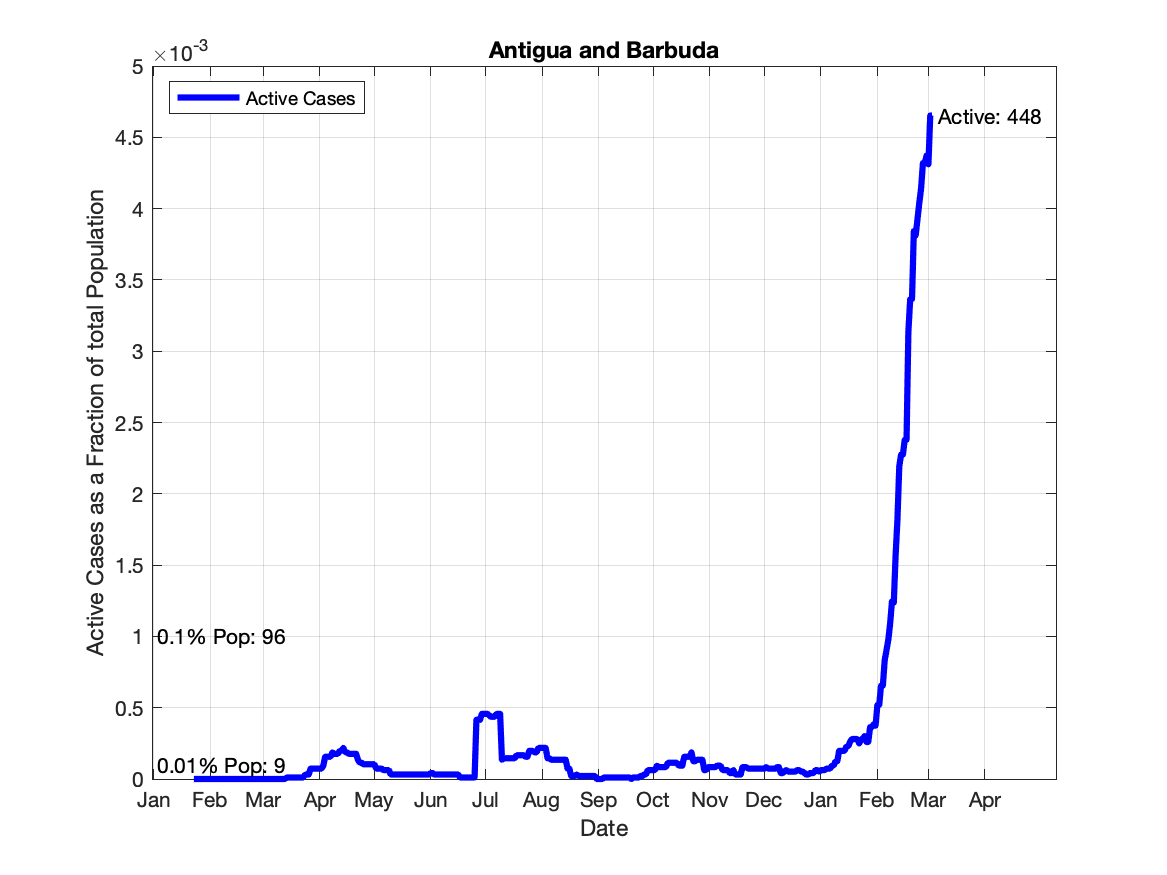 Antigua and Barbuda
×10-3
5
4.5
4
3.5
3
2.5
2
1.5
1
0.5
0
Active Cases as a Fraction of total Population
Active Cases
Active: 448
0.1% Pop: 96
0.01% Pop: 9
Jan Feb Mar Apr May Jun Jul Aug Sep Oct Nov Dec Jan Feb Mar Apr
Date